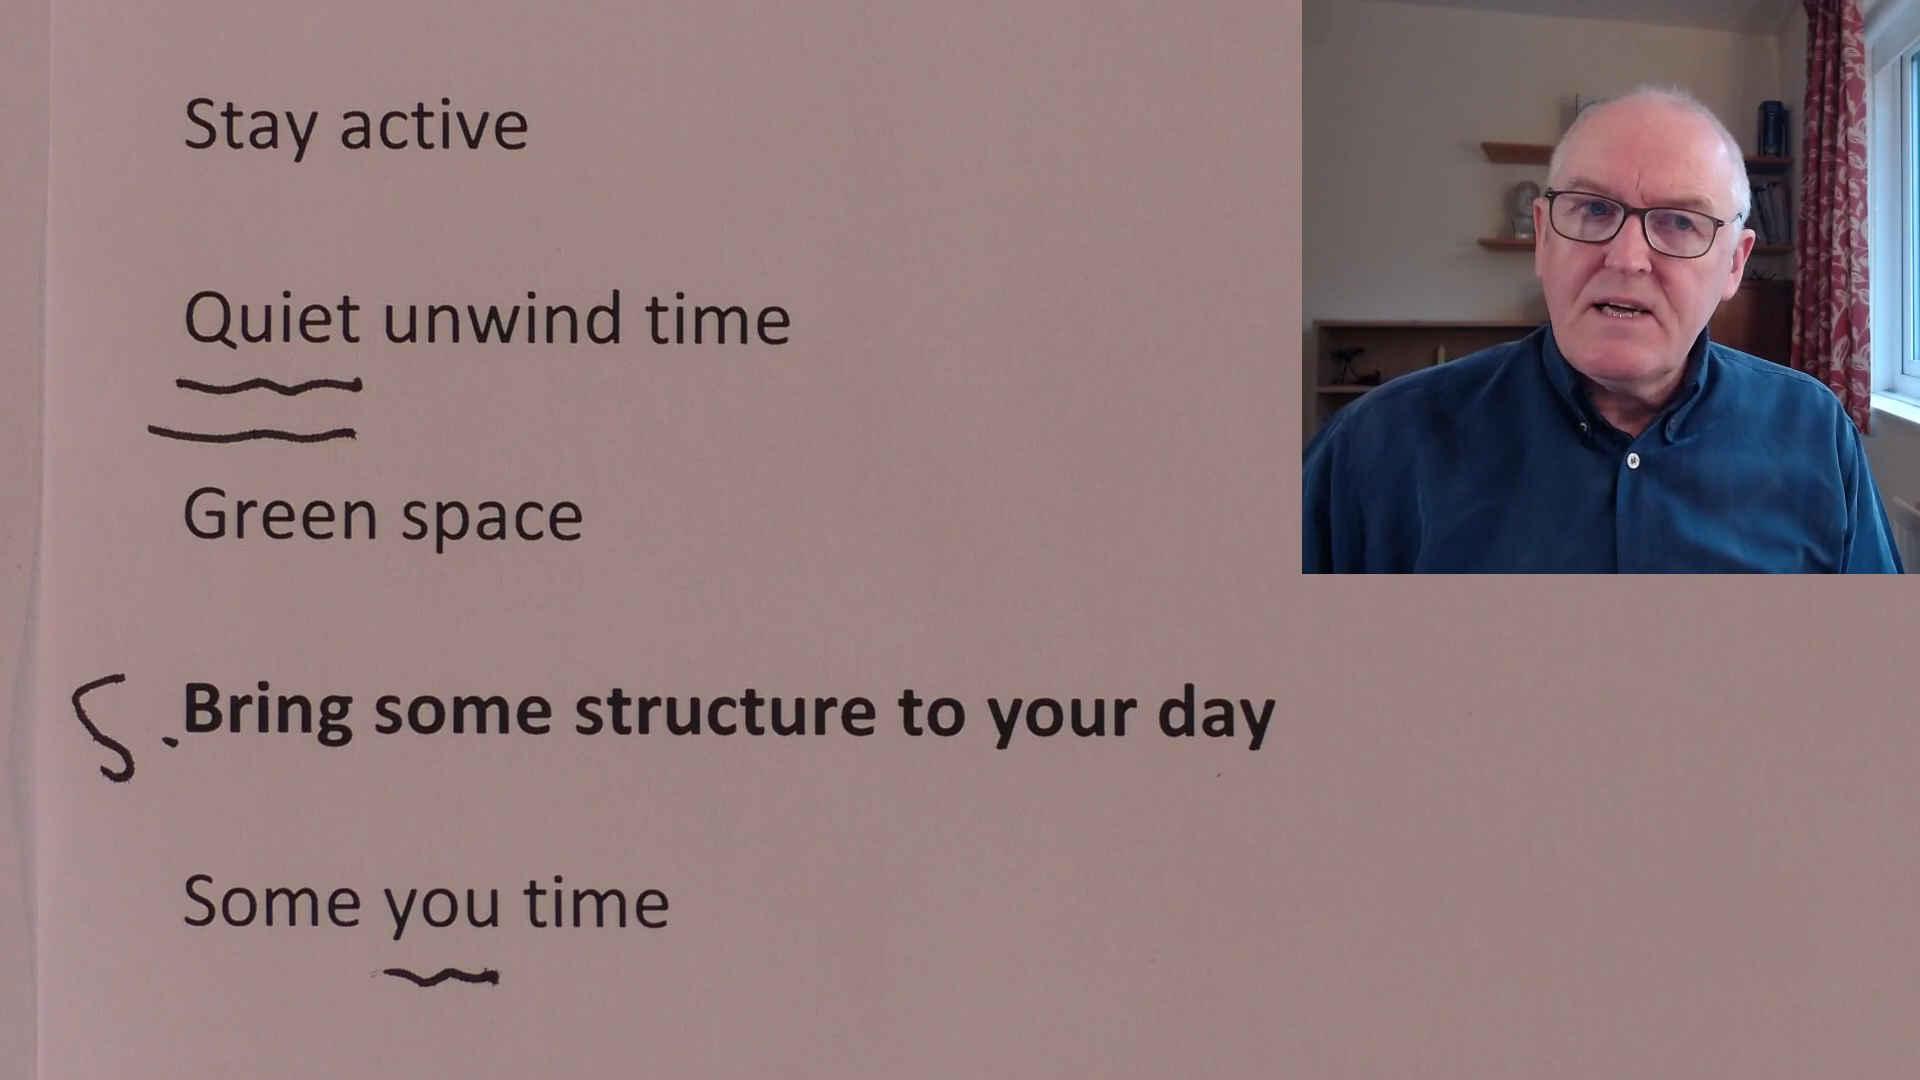 Stay active
Quiet unwind time
Green space
5. Bring some structure to your day
Some you time